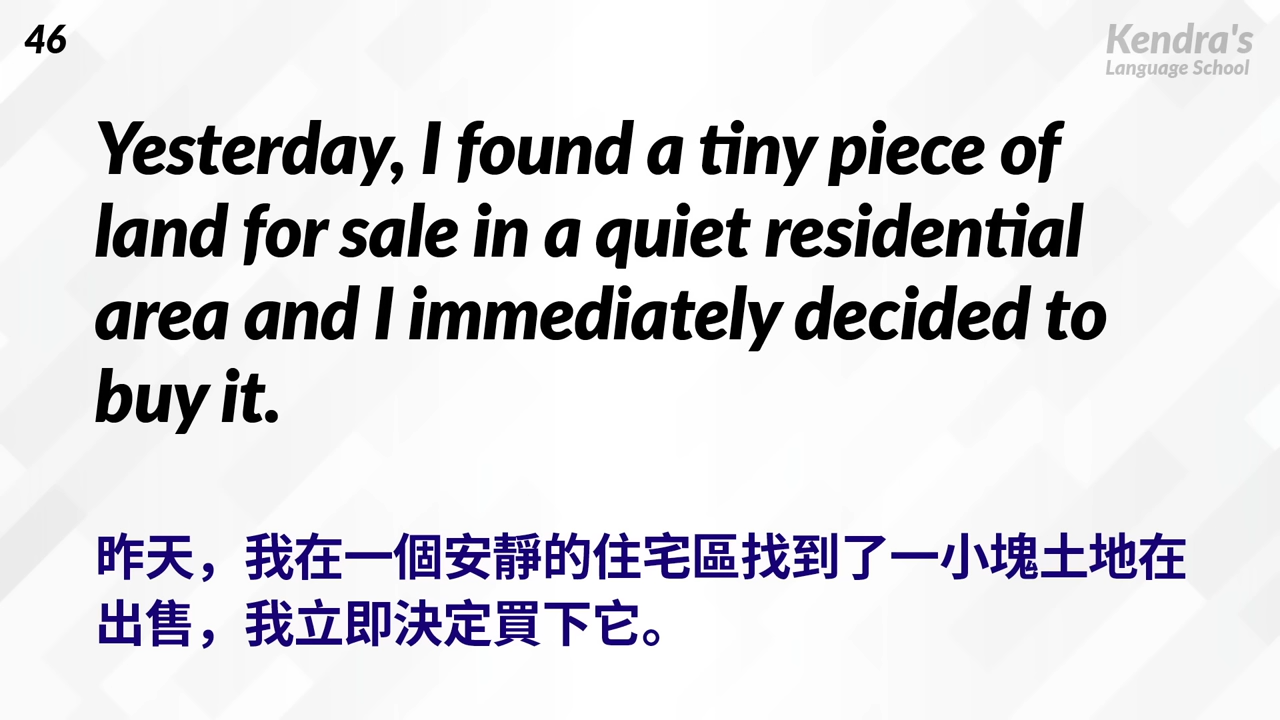 46
Kendra's
Language School
Yesterday, I found a tiny piece of
land for sale in a quiet residential
area and I immediately decided to
buy it.
昨天，我在一個安靜的住宅區找到了一小塊土地在
出售，我立即決定買下它。